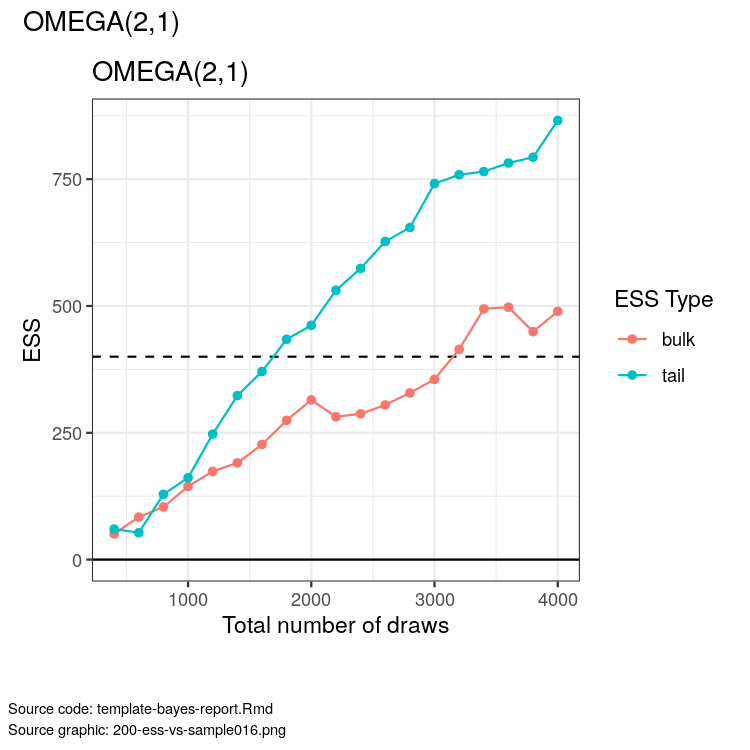 OMEGA(2,1)
OMEGA(2,1)
750
500
250
0
ESS
1000 2000 3000 4000
Total number of draws
ESS Type
bulk
tail
Source code: template-bayes-report.Rmd
Source graphic: 200-ess-vs-sample016.png